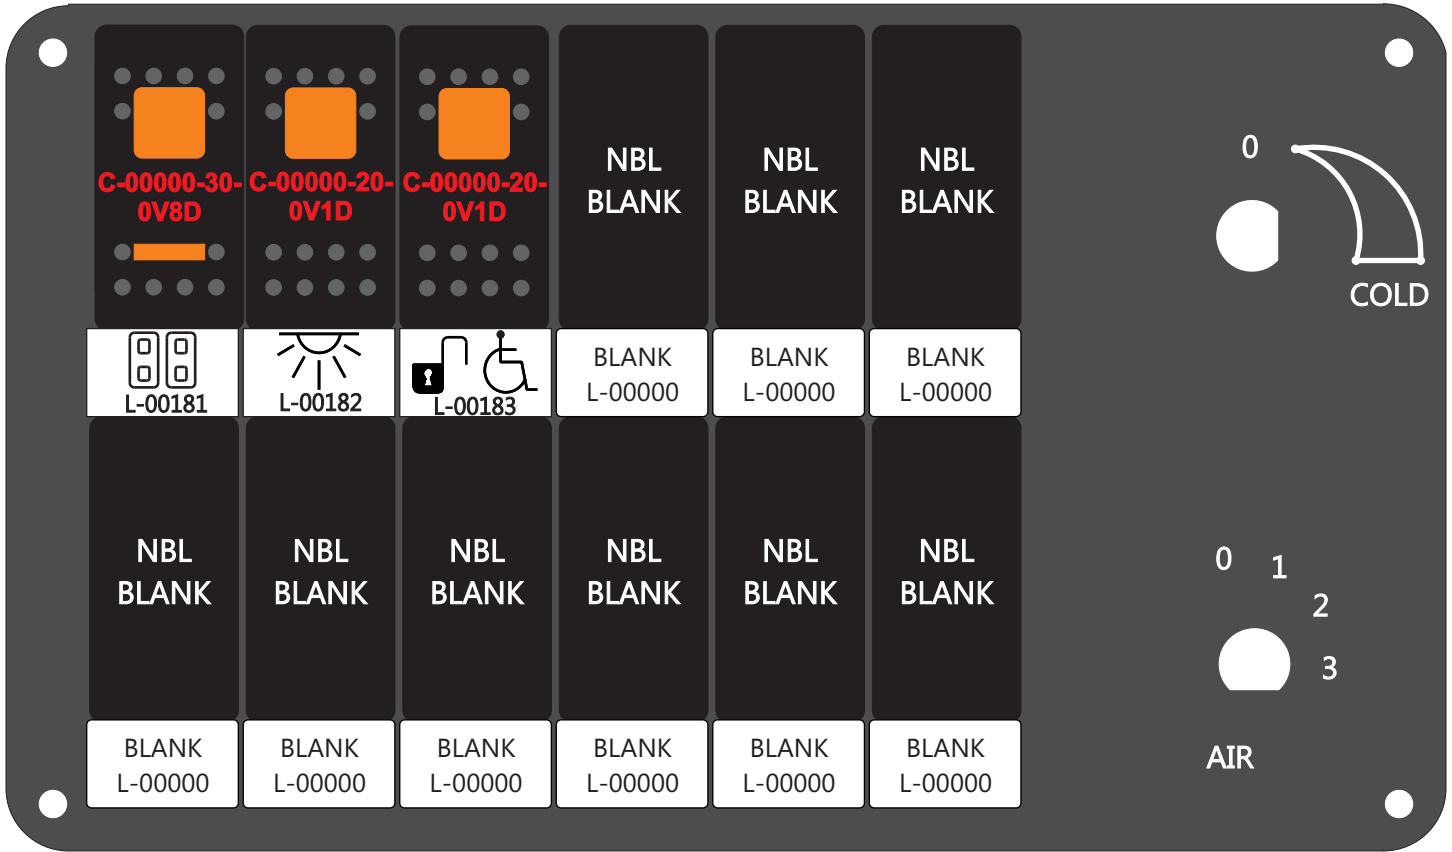 C-00000-30-
0V8D
C-00000-20-
0V1D
C-00000-20-
0V1D
NBL
BLANK
NBL
BLANK
NBL
BLANK
L-00181
L-00182
L-00183
BLANK
L-00000
BLANK
L-00000
BLANK
L-00000
0
COLD
NBL
BLANK
NBL
BLANK
NBL
BLANK
NBL
BLANK
NBL
BLANK
NBL
BLANK
BLANK
L-00000
BLANK
L-00000
BLANK
L-00000
BLANK
L-00000
BLANK
L-00000
BLANK
L-00000
0
1
2
3
AIR